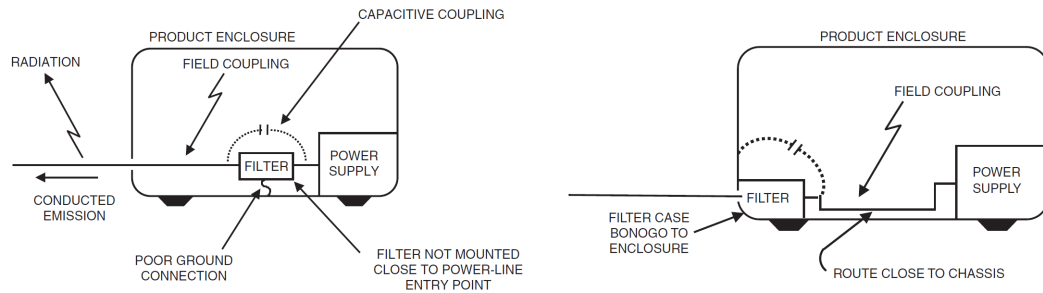 CAPACITIVE COUPLING
PRODUCT ENCLOSURE
RADIATION
FIELD COUPLING
FILTER
POWER
SUPPLY
CONDUCTED
EMISSION
POOR GROUND
CONNECTION
FILTER NOT MOUNTED
CLOSE TO POWER-LINE
ENTRY POINT
PRODUCT ENCLOSURE
FIELD COUPLING
POWER
SUPPLY
FILTER
FILTER CASE
BONOGO TO
ENCLOSURE
ROUTE CLOSE TO CHASSIS